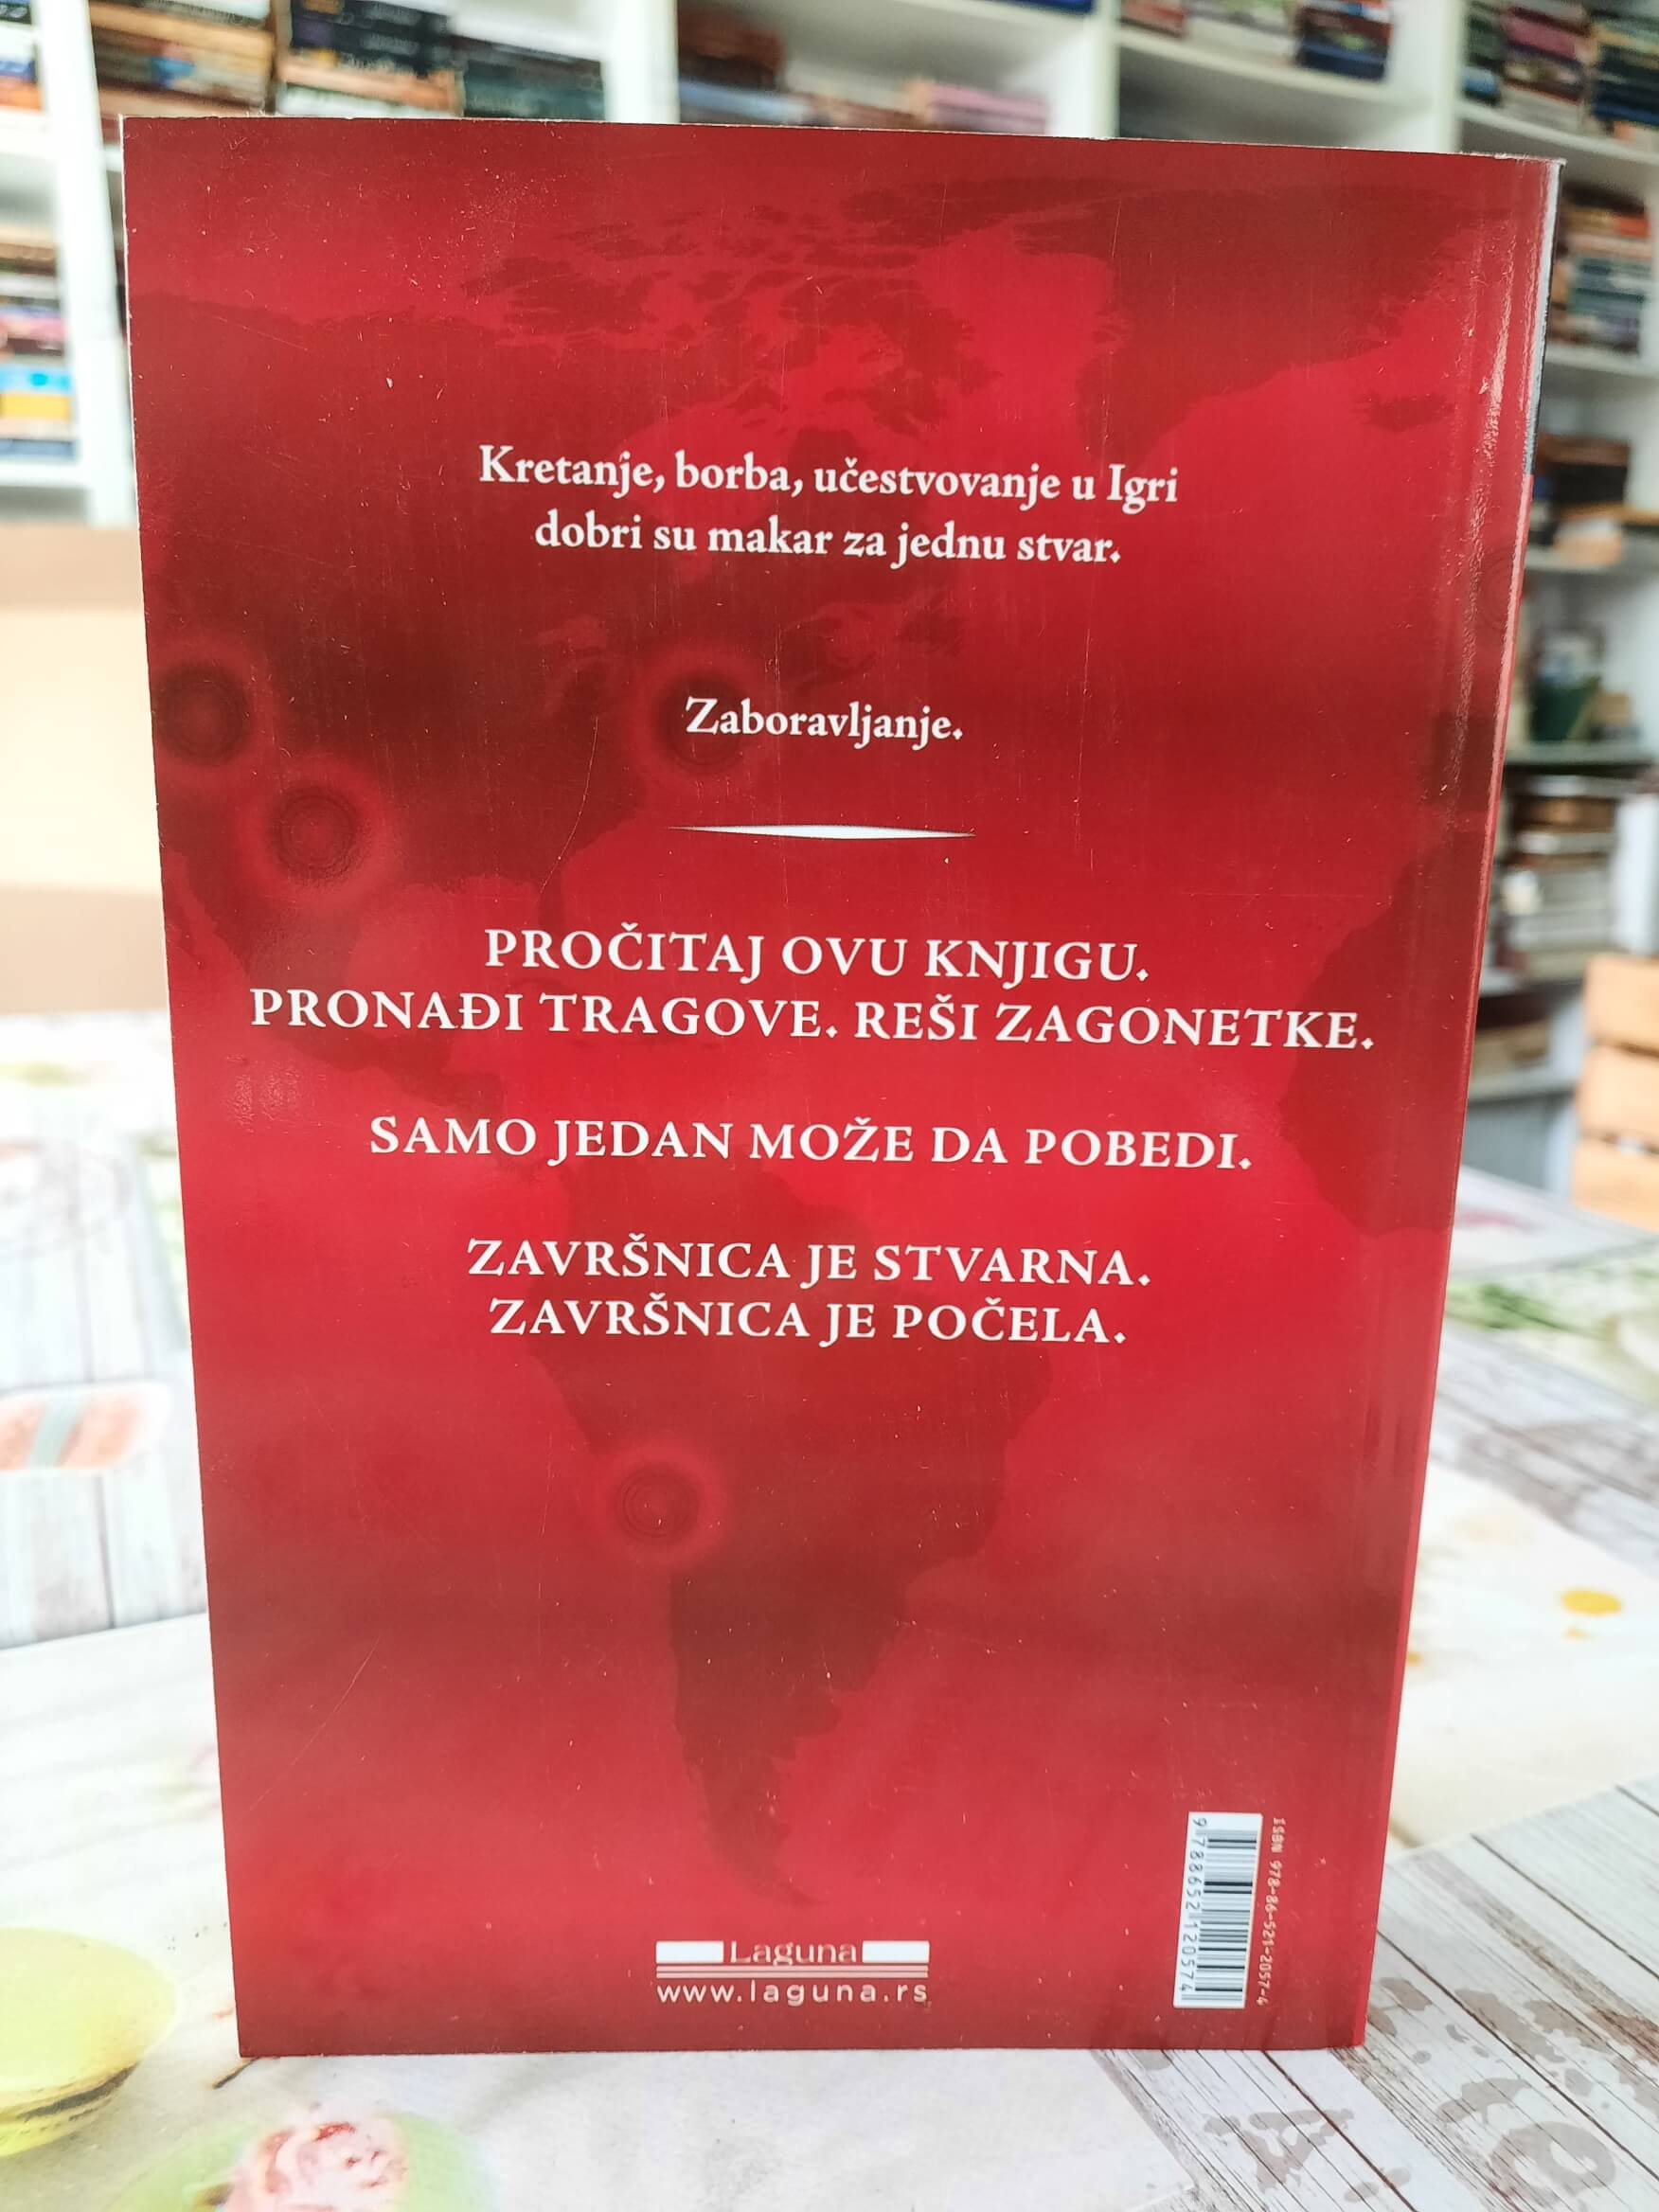 Kretanje, borba, učestvovanje u Igri
dobri su makar za jednu stvar.
Zaboravljanje.
PROČITAJ OVU KNJIGU.
PRONAĐI TRAGOVE. REŠI ZAGONETKE.
SAMO JEDAN MOŽE DA POBEDI.
ZAVRŠNICA JE STVARNA.
ZAVRŠNICA JE POČELA.
Laguna
www.laguna.rs
ISBN 978-86-521-2057-4
9788652120574